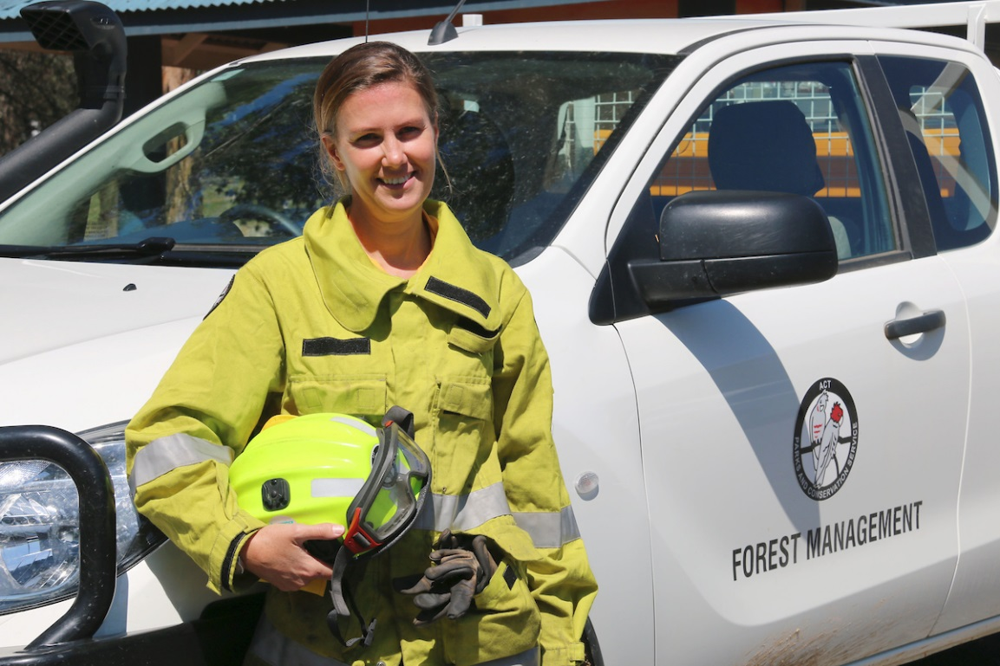 ACT
PARKS AND CONSERVATION SERVICE
FOREST MANAGEMENT